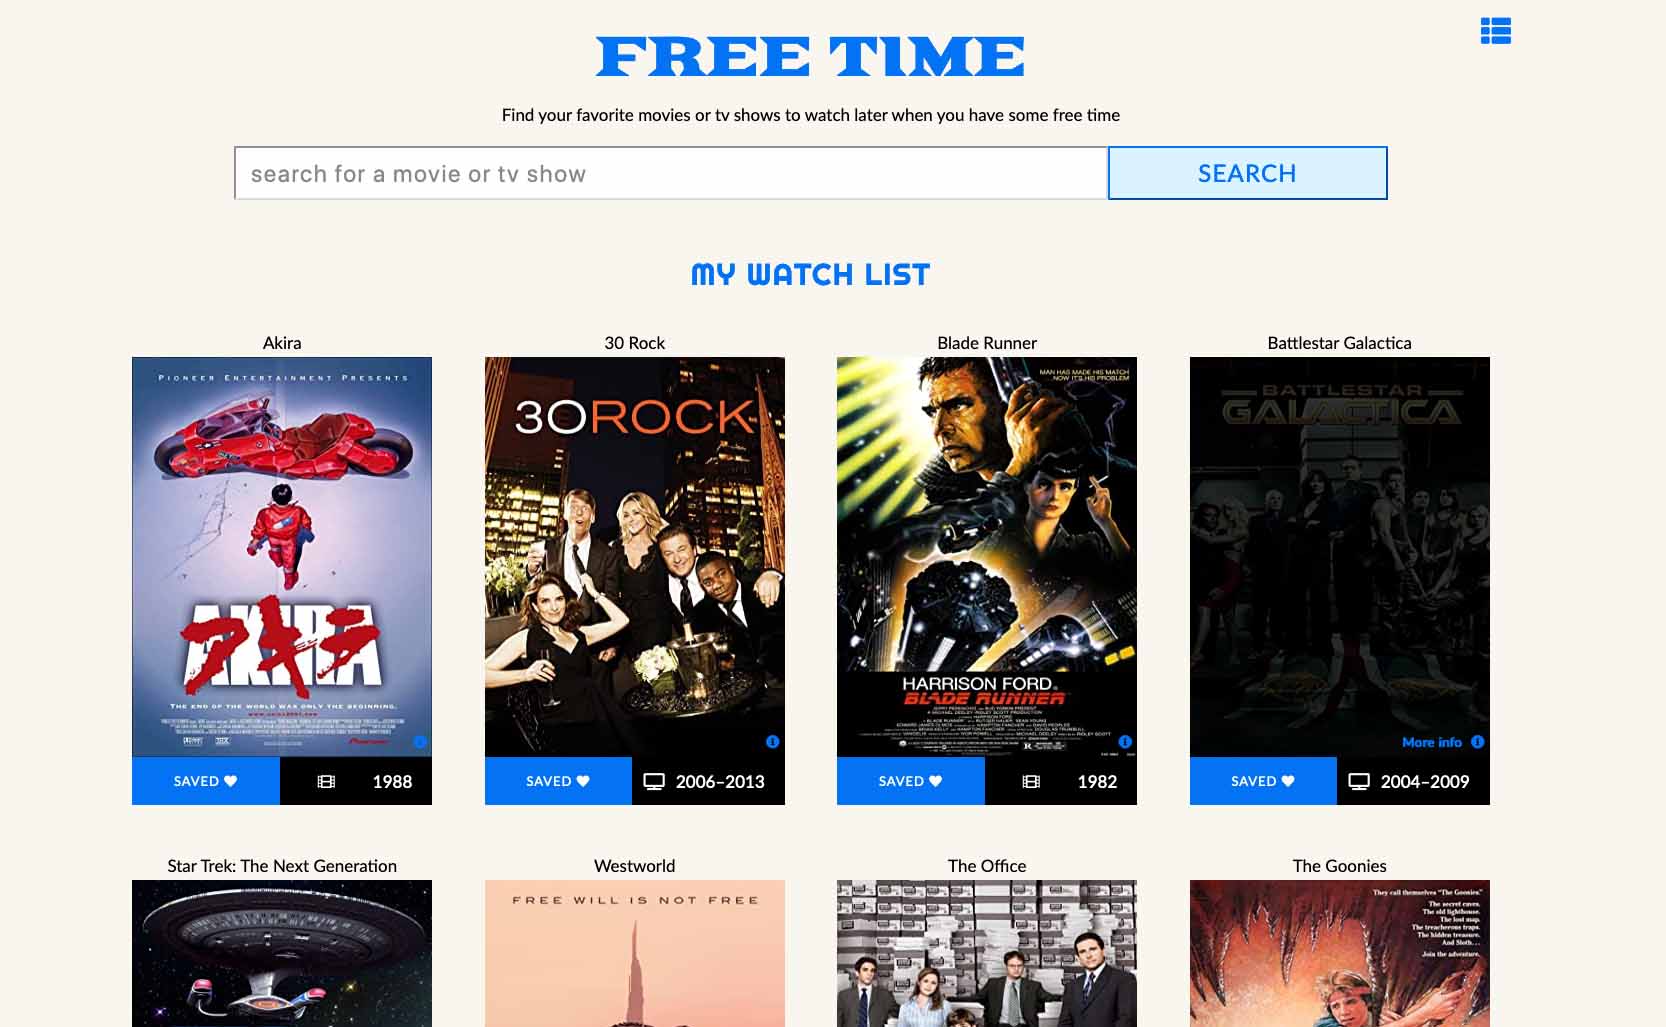 FREE TIME
Find your favorite movies or tv shows to watch later when you have some free time
search for a movie or tv show
SEARCH
MY WATCH LIST
Akira
PIONEER ENTERTAINMENT PRESENTS
AKIRA
アキラ
THE END OF THE WORLD WAS ONLY THE BEGINNING.
SAVED
1988
30 Rock
30ROCK
SAVED
2006–2013
Blade Runner
MAN HAS MADE HIS MATCH
NOW IT'S HIS PROBLEM
HARRISON FORD
BLADE RUNNER
SAVED
1982
Battlestar Galactica
BATTLESTAR
GALACTICA
More info
SAVED
2004–2009
Star Trek: The Next Generation
Westworld
FREE WILL IS NOT FREE
The Office
The Goonies
They call themselves "The Goonies."
The secret caves.
The old lighthouse.
The lost map.
The treacherous traps.
The hidden treasure.
And Sloth...
Join the adventure.